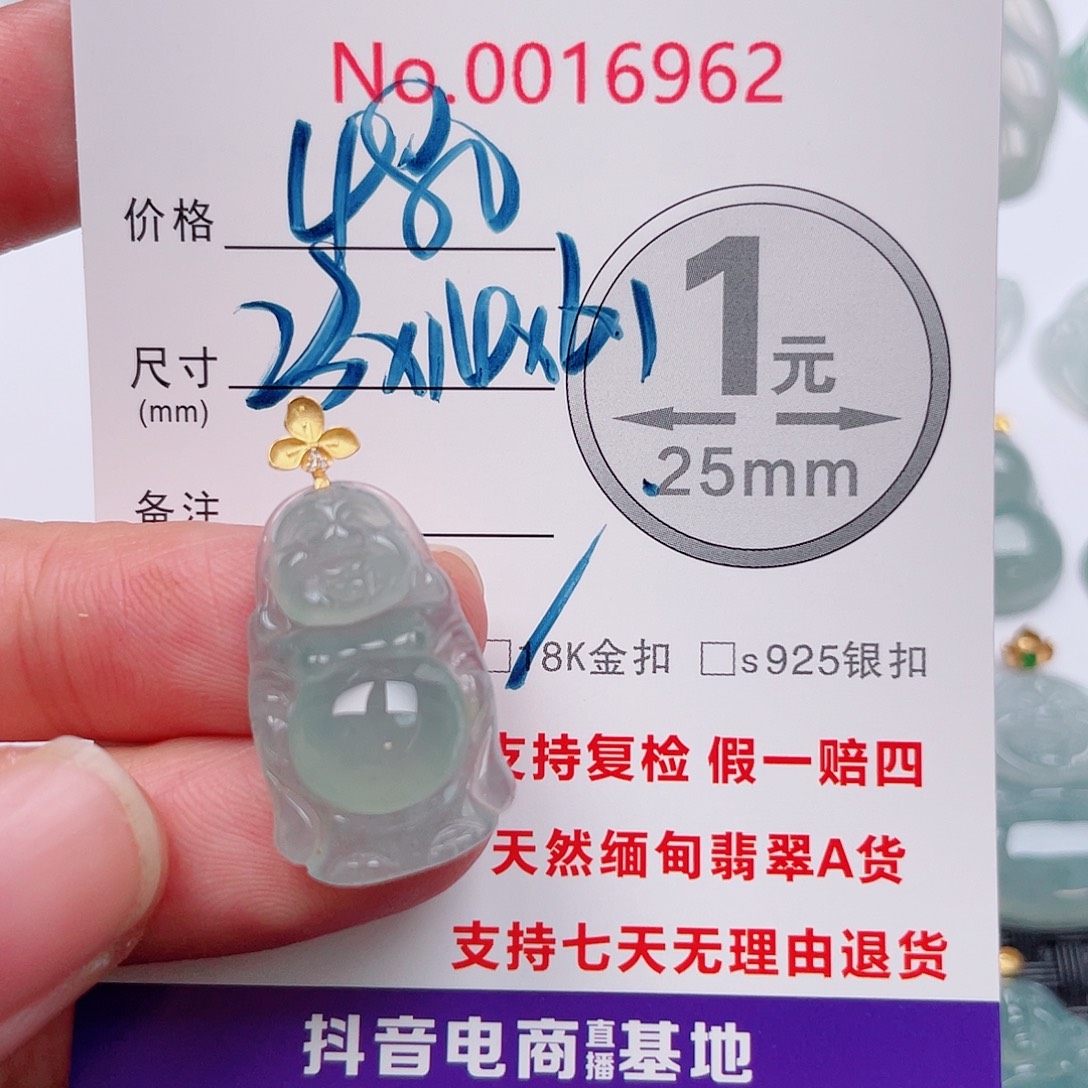 No.0016962
价格 480
尺寸 25x10x6.1
(mm)
备注
1元
25mm
□18K金扣 □s925银扣
支持复检 假一赔四
天然缅甸翡翠A货
支持七天无理由退货
抖音电商直播基地